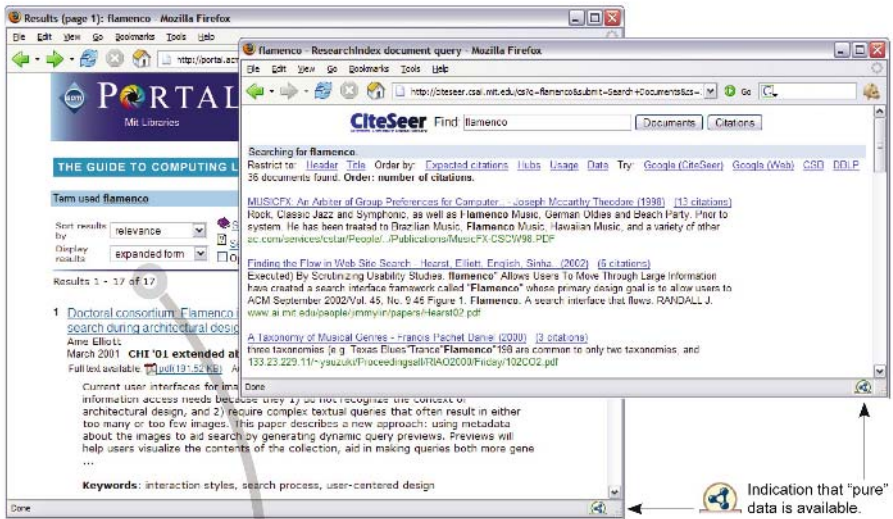 Results (page 1): flamenco - Mozilla Firefox
File Edit View Go Bookmarks Tools Help
http://portal.acm
acm PORTAL
Mit Libraries
THE GUIDE TO COMPUTING L
Term used flamenco
Sort results by relevance
Display results expanded form
Results 1 - 17 of 17
1 Doctoral consortium: Flamenco i
search during architectural desig
Ame Elliott
March 2001 CHI '01 extended ab
Full text available: pdf(191.52 KB)
Current user interfaces for ima
information access needs because they 1) do not recognize the context of
architectural design, and 2) require complex textual queries that often result in either
too many or too few images. This paper describes a new approach: using metadata
about the images to aid search by generating dynamic query previews. Previews will
help users visualize the contents of the collection, aid in making queries both more gene
...
Keywords: interaction styles, search process, user-centered design
Done
flamenco - ResearchIndex document query - Mozilla Firefox
File Edit View Go Bookmarks Tools Help
http://citeseer.csail.mit.edu/cs?q=flamenco&submit=Search+Documents&cs=
Go
CiteSeer Find: flamenco Documents Citations
Searching for flamenco.
Restrict to: Header Title Order by: Expected citations Hubs Usage Date Try: Google (CiteSeer) Google (Web) CSB DBLP
36 documents found. Order: number of citations.
MUSICFX: An Arbiter of Group Preferences for Computer.. - Joseph Mccarthy Theodore (1998) (13 citations)
Rock, Classic Jazz and Symphonic, as well as Flamenco Music, German Oldies and Beach Party. Prior to
system. He has been treated to Brazilian Music, Flamenco Music, Hawaiian Music, and a variety of other
ac.com/services/cstar/People/../Publications/MusicFX-CSCW98.PDF
Finding the Flow in Web Site Search - Hearst, Elliott, English, Sinha.. (2002) (5 citations)
Executed) By Scrutinizing Usability Studies. flamenco" Allows Users To Move Through Large Information
have created a search interface framework called "Flamenco" whose primary design goal is to allow users to
ACM September 2002/Vol. 45, No. 9 45 Figure 1. Flamenco. A search interface that flows. RANDALL J.
www.ai.mit.edu/people/jimmylin/papers/Hearst02.pdf
A Taxonomy of Musical Genres - Francois Pachet Daniel (2000) (3 citations)
three taxonomies (e.g. Texas Blues"Trance"Flamenco"196 are common to only two taxonomies, and
133.23.229.11/~ysuzuki/Proceedingsall/RIAO2000/Friday/102CO2.pdf
Done
Indication that "pure"
data is available.